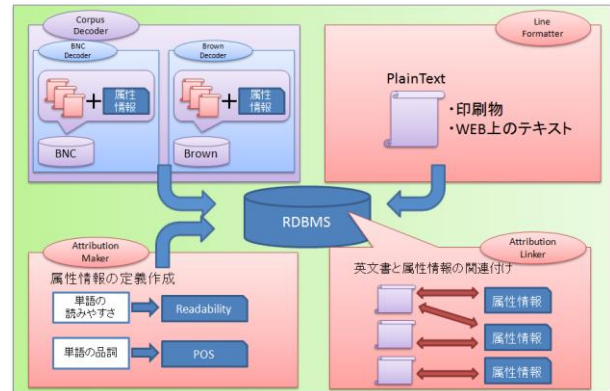 Corpus
Decoder
BNC
Decoder
属性
情報
BNC
Brown
Decoder
属性
情報
Brown
Line
Formatter
PlainText
・印刷物
・WEB上のテキスト
RDBMS
Attribution
Maker
属性情報の定義作成
単語の
読みやすさ
Readability
単語の品詞
POS
Attribution
Linker
英文書と属性情報の関連付け
属性情報
属性情報
属性情報